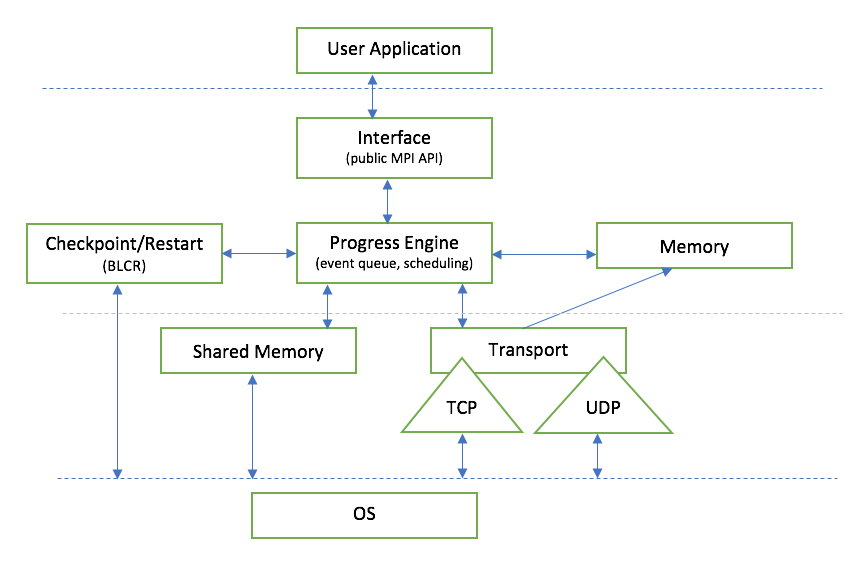 User Application
Interface
(public MPI API)
Checkpoint/Restart
(BLCR)
Progress Engine
(event queue, scheduling)
Memory
Shared Memory
Transport
TCP
UDP
OS